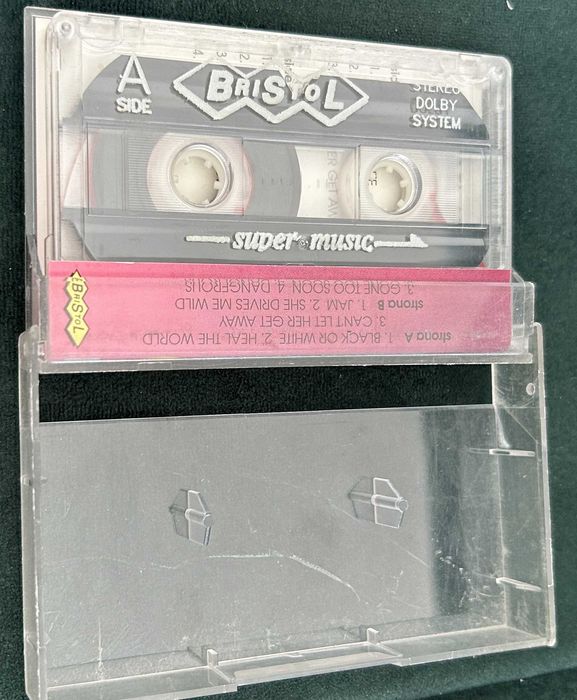 A
SIDE
BRISTOL
STEREO
DOLBY
SYSTEM
super music
BRISTOL
strona A 1. BLACK OR WHITE 2. HEAL THE WORLD
3. CANT LET HER GET AWAY
strona B 1. JAM 2. SHE DRIVES ME WILD
3. GONE TOO SOON 4. DANGEROUS